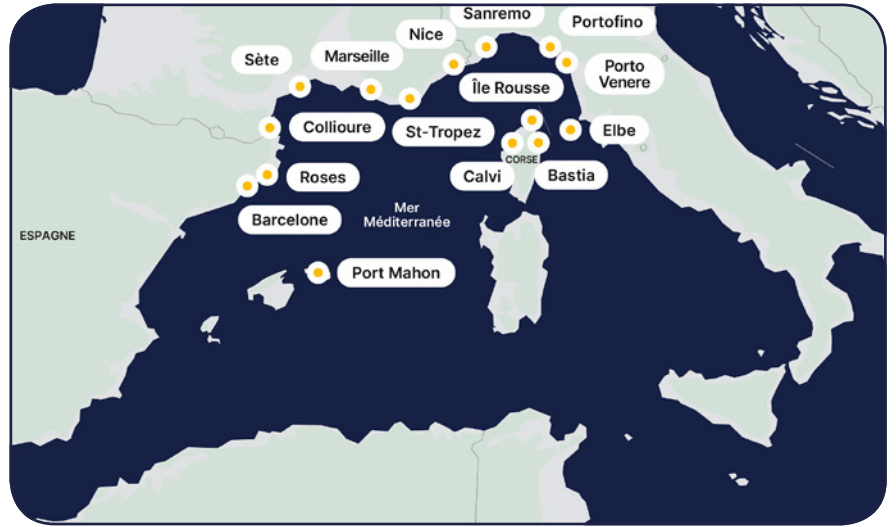 Sanremo
Portofino
Nice
Marseille
Sète
Porto
Venere
Île Rousse
Collioure
St-Tropez
Elbe
CORSE
Calvi
Bastia
Roses
Barcelone
Mer
Méditerranée
ESPAGNE
Port Mahon